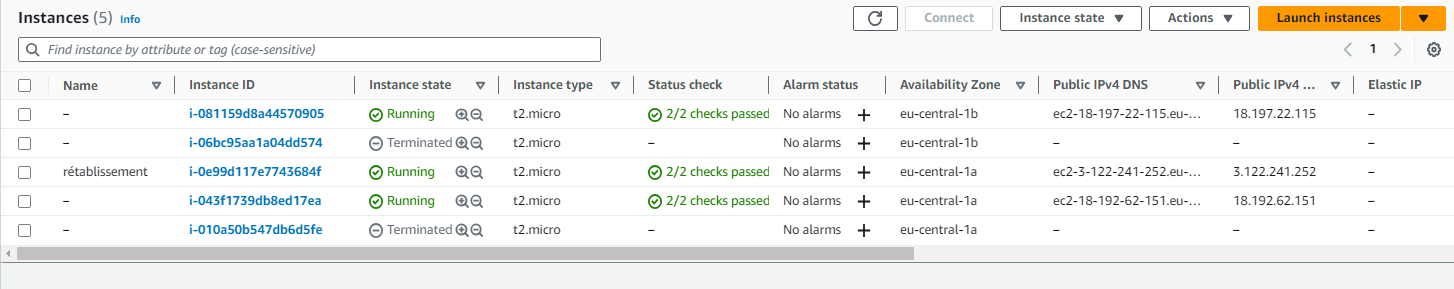 Instances (5) Info
Connect Instance state Actions Launch instances
Find instance by attribute or tag (case-sensitive)
1
Name Instance ID Instance state Instance type Status check Alarm status Availability Zone Public IPv4 DNS Public IPv4 ... Elastic IP
– i-081159d8a44570905 Running t2.micro 2/2 checks passed No alarms + eu-central-1b ec2-18-197-22-115.eu-... 18.197.22.115 –
– i-06bc95aa1a04dd574 Terminated t2.micro – No alarms + eu-central-1b – – –
rétablissement i-0e99d117e7743684f Running t2.micro 2/2 checks passed No alarms + eu-central-1a ec2-3-122-241-252.eu-... 3.122.241.252 –
– i-043f1739db8ed17ea Running t2.micro 2/2 checks passed No alarms + eu-central-1a ec2-18-192-62-151.eu-... 18.192.62.151 –
– i-010a50b547db6d5fe Terminated t2.micro – No alarms + eu-central-1a – – –